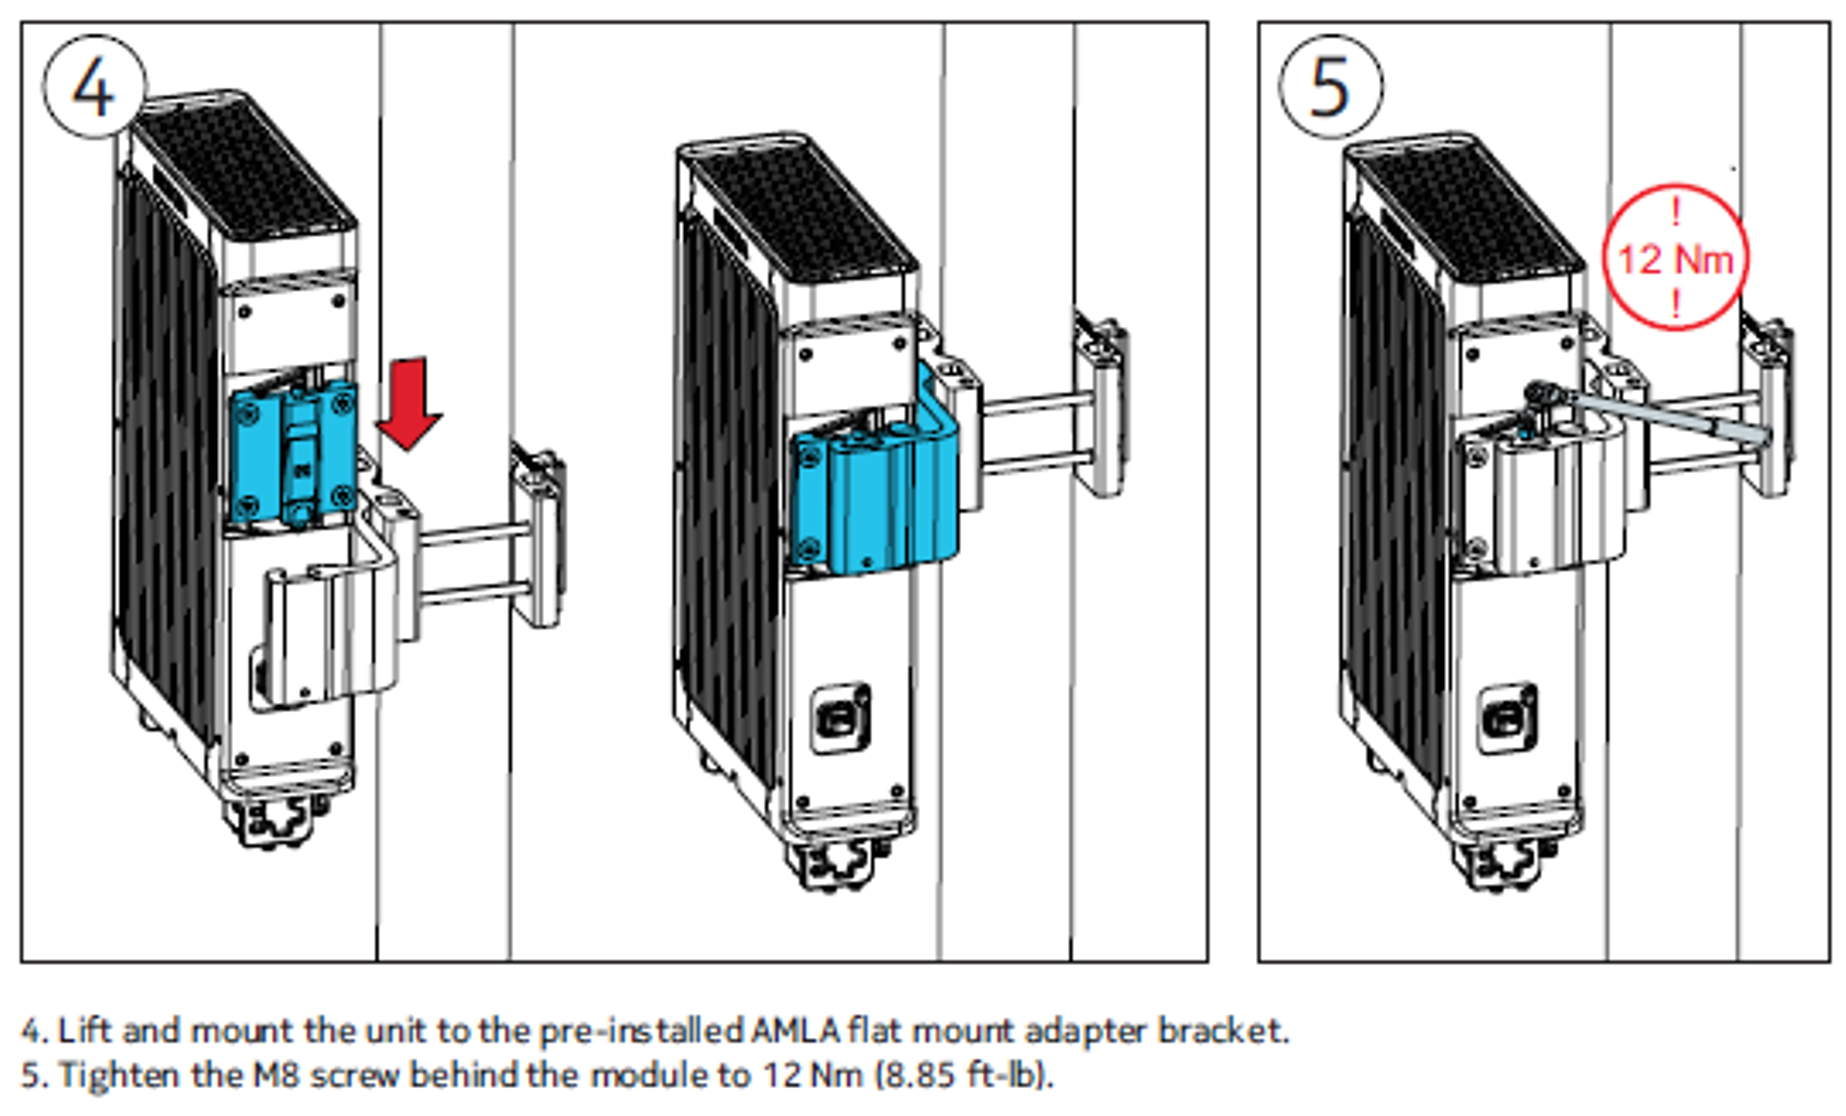 4
5
!
12 Nm
!
4. Lift and mount the unit to the pre-installed AMLA flat mount adapter bracket.
5. Tighten the M8 screw behind the module to 12 Nm (8.85 ft-lb).